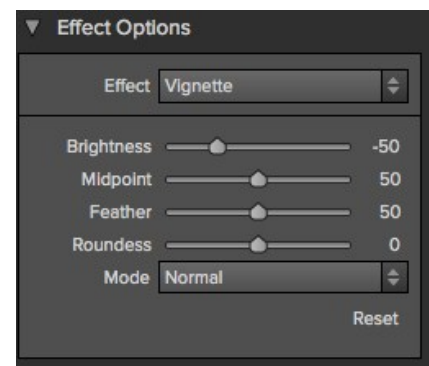 Effect Options
Effect Vignette
Brightness -50
Midpoint 50
Feather 50
Roundess 0
Mode Normal
Reset